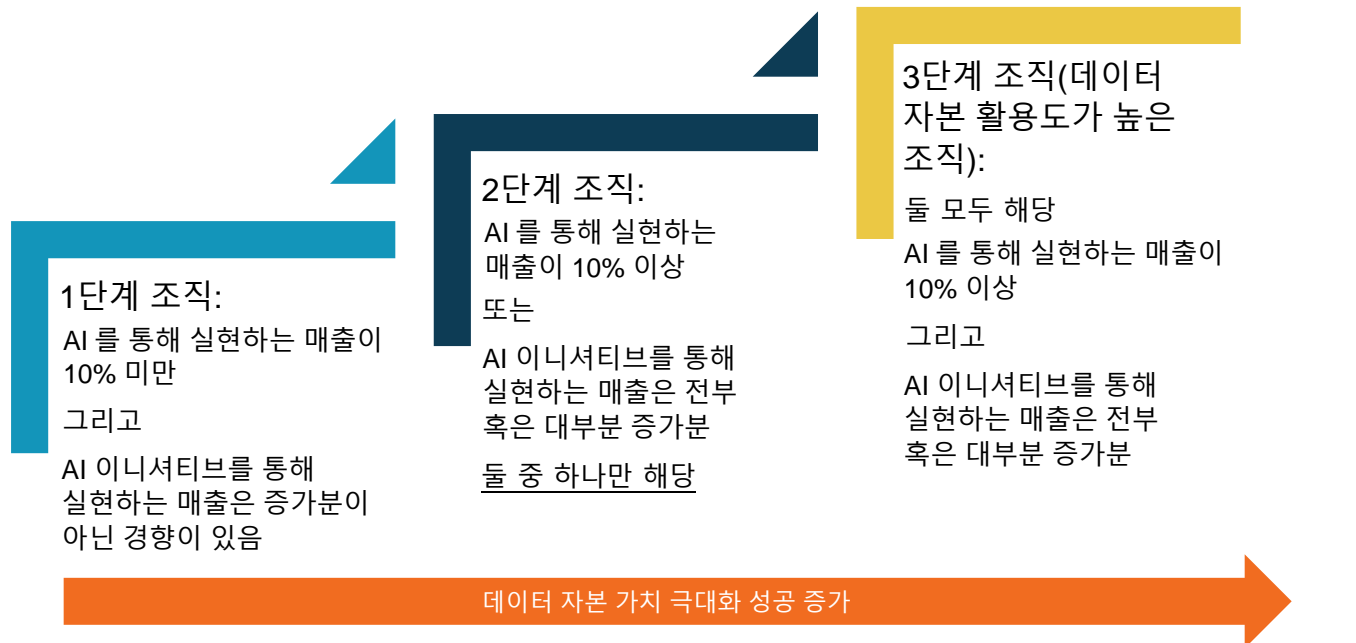 1단계 조직:
AI 를 통해 실현하는 매출이
10% 미만
그리고
AI 이니셔티브를 통해
실현하는 매출은 증가분이
아닌 경향이 있음
2단계 조직:
AI 를 통해 실현하는
매출이 10% 이상
또는
AI 이니셔티브를 통해
실현하는 매출은 전부
혹은 대부분 증가분
둘 중 하나만 해당
3단계 조직(데이터
자본 활용도가 높은
조직):
둘 모두 해당
AI 를 통해 실현하는 매출이
10% 이상
그리고
AI 이니셔티브를 통해
실현하는 매출은 전부
혹은 대부분 증가분
데이터 자본 가치 극대화 성공 증가